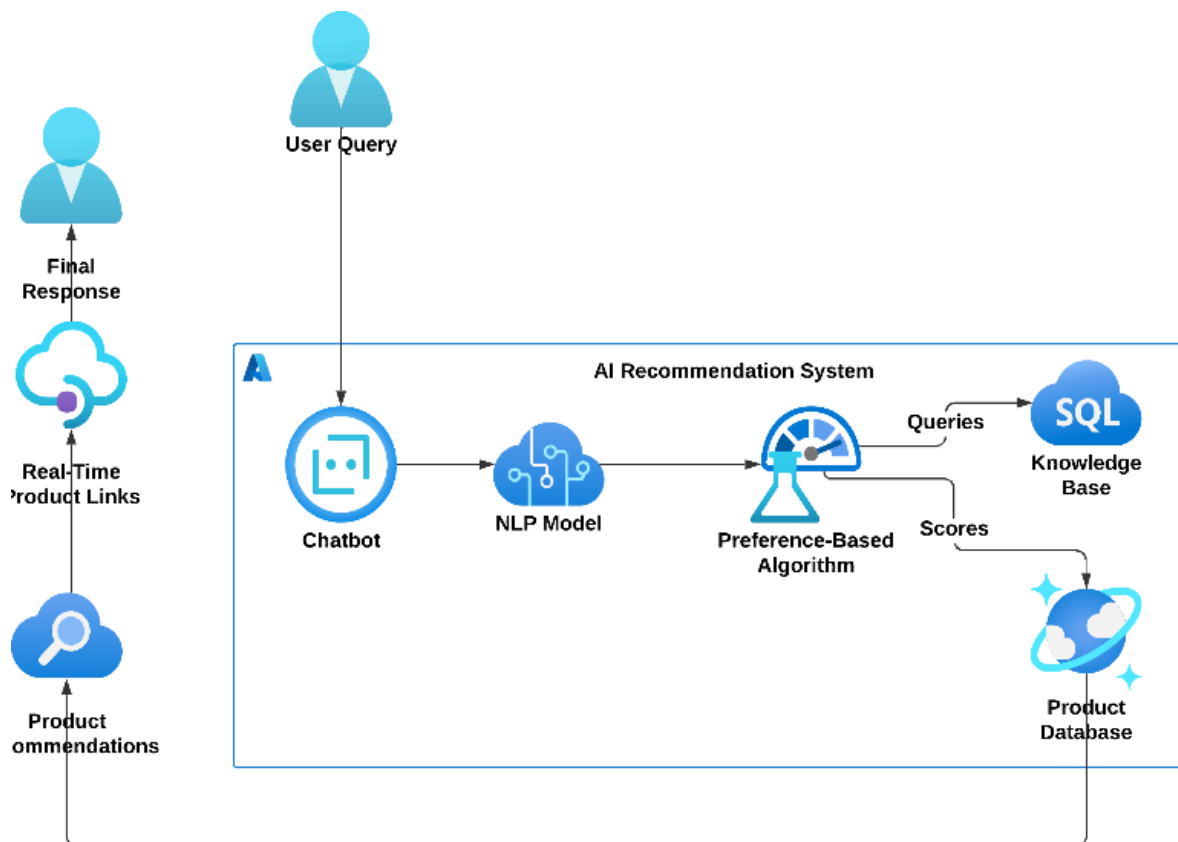 User Query
Final
Response
AI Recommendation System
Queries
SQL
Knowledge
Base
Real-Time
Product Links
Chatbot
NLP Model
Preference-Based
Algorithm
Scores
Product
ommendations
Product
Database